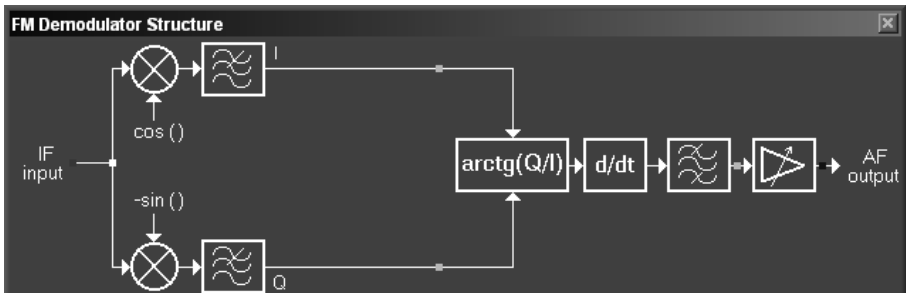 FM Demodulator Structure
I
cos ()
IF
input
arctg(Q/I)
d/dt
AF
output
-sin ()
Q